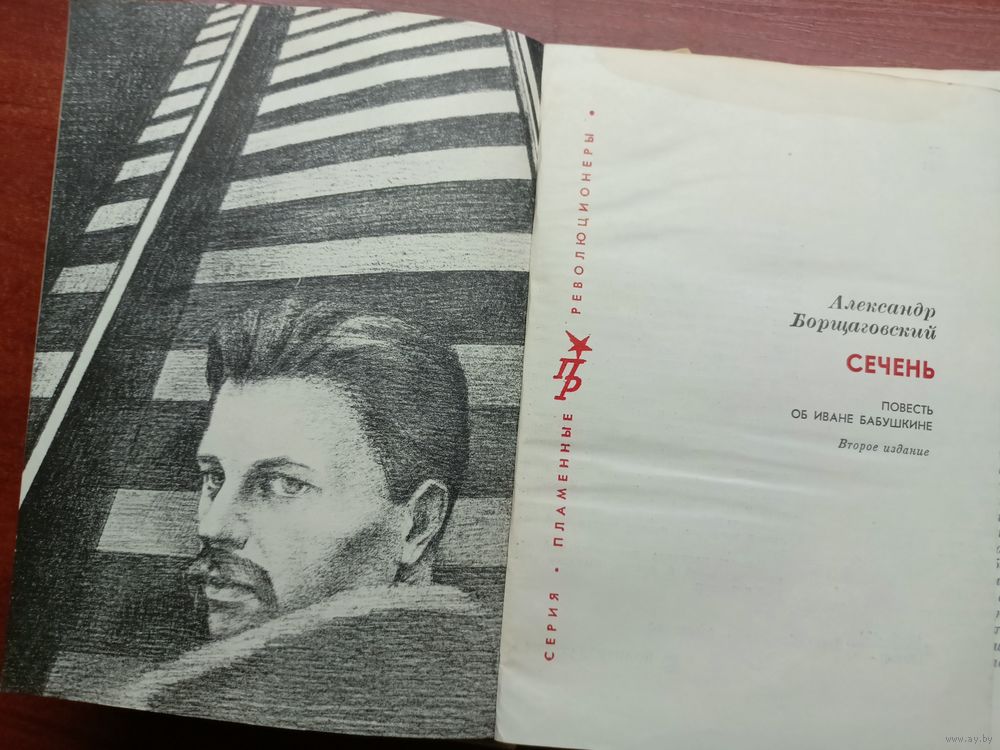 СЕРИЯ • ПЛАМЕННЫЕ ПР РЕВОЛЮЦИОНЕРЫ •
Александр
Борщаговский
СЕЧЕНЬ
ПОВЕСТЬ
ОБ ИВАНЕ БАБУШКИНЕ
Второе издание
www.ay.by